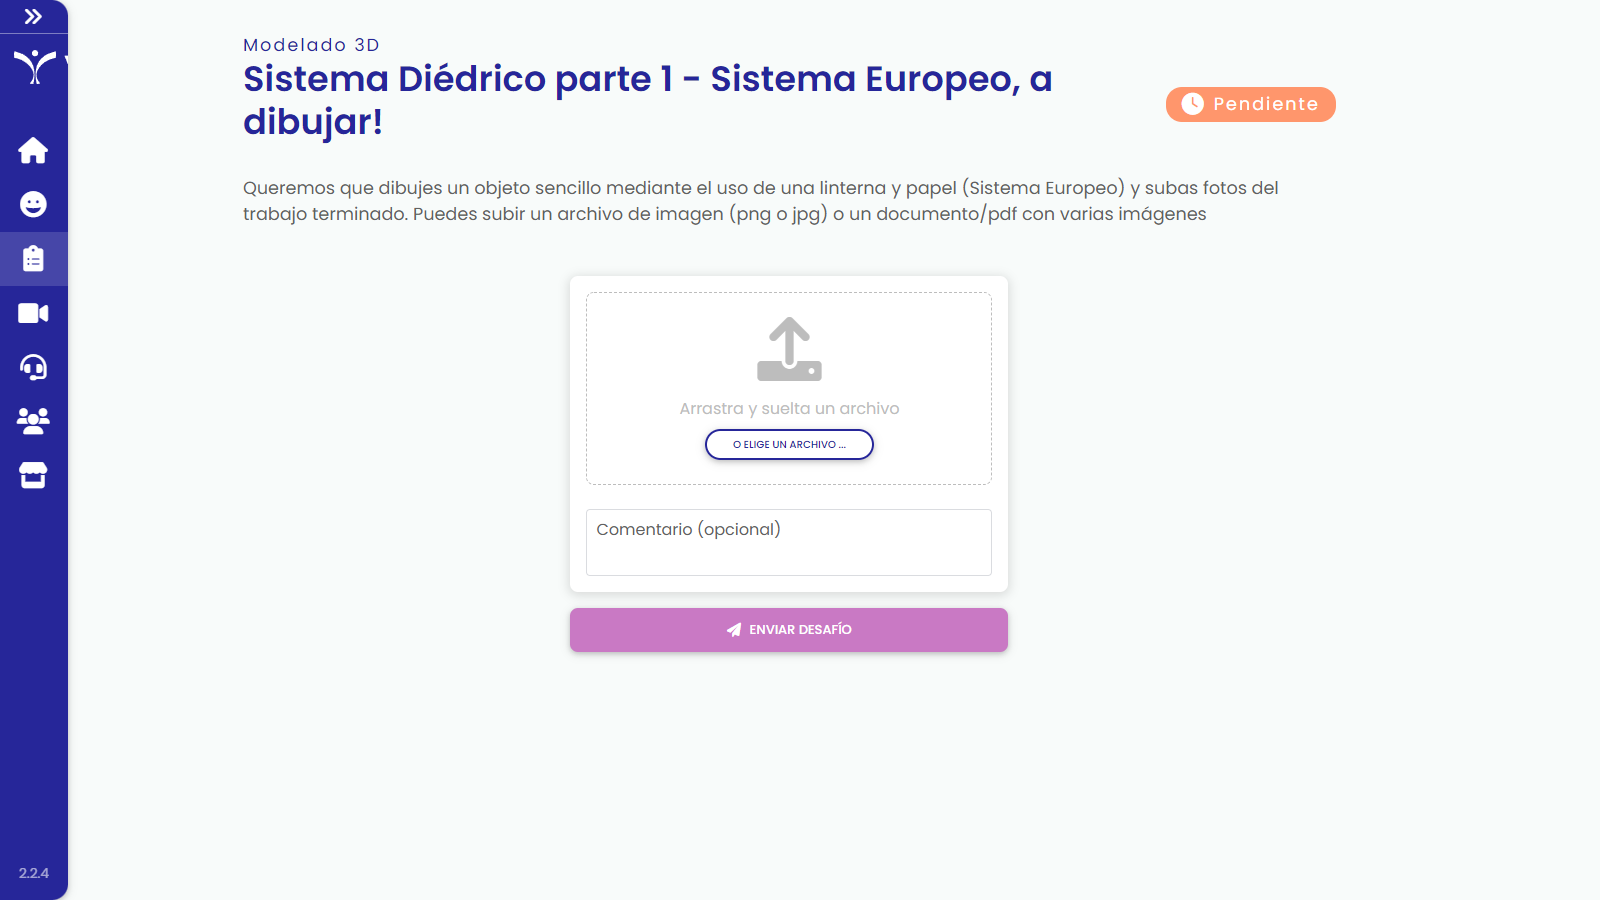 Modelado 3D
Sistema Diédrico parte 1 - Sistema Europeo, a
dibujar!
Pendiente
Queremos que dibujes un objeto sencillo mediante el uso de una linterna y papel (Sistema Europeo) y subas fotos del
trabajo terminado. Puedes subir un archivo de imagen (png o jpg) o un documento/pdf con varias imágenes
Arrastra y suelta un archivo
O ELIGE UN ARCHIVO ...
Comentario (opcional)
ENVIAR DESAFÍO
2.2.4